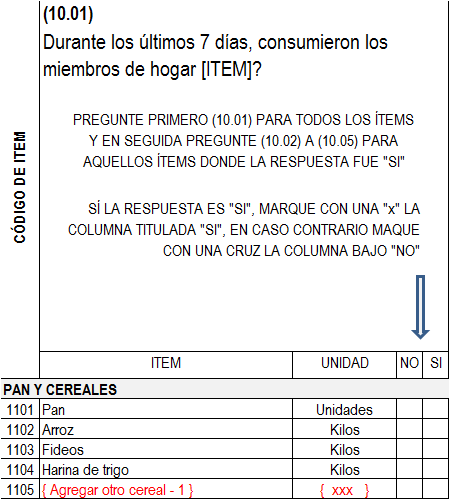 (10.01)
Durante los últimos 7 días, consumieron los
miembros de hogar [ITEM]?
PREGUNTE PRIMERO (10.01) PARA TODOS LOS ÍTEMS
Y EN SEGUIDA PREGUNTE (10.02) A (10.05) PARA
AQUELLOS ÍTEMS DONDE LA RESPUESTA FUE "SI"
SÍ LA RESPUESTA ES "SI", MARQUE CON UNA "x" LA
COLUMNA TITULADA "SI", EN CASO CONTRARIO MAQUE
CON UNA CRUZ LA COLUMNA BAJO "NO"
CÓDIGO DE ITEM
ITEM UNIDAD NO SI
PAN Y CEREALES
1101 Pan Unidades
1102 Arroz Kilos
1103 Fideos Kilos
1104 Harina de trigo Kilos
1105 { Agregar otro cereal - 1 } { xxx }